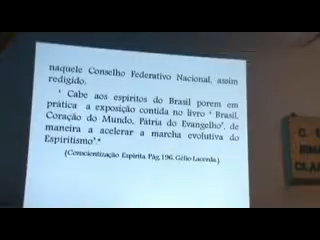 naquele Conselho Federativo Nacional, assim
redigido.
" Cabe aos espíritos do Brasil porem em
prática a exposição contida no livro " Brasil,
Coração do Mundo, Pátria do Evangelho", de
maneira a acelerar a marcha evolutiva do
Espiritismo"."
(Conscientização Espírita. Pág. 196. Gélio Lacerda.)